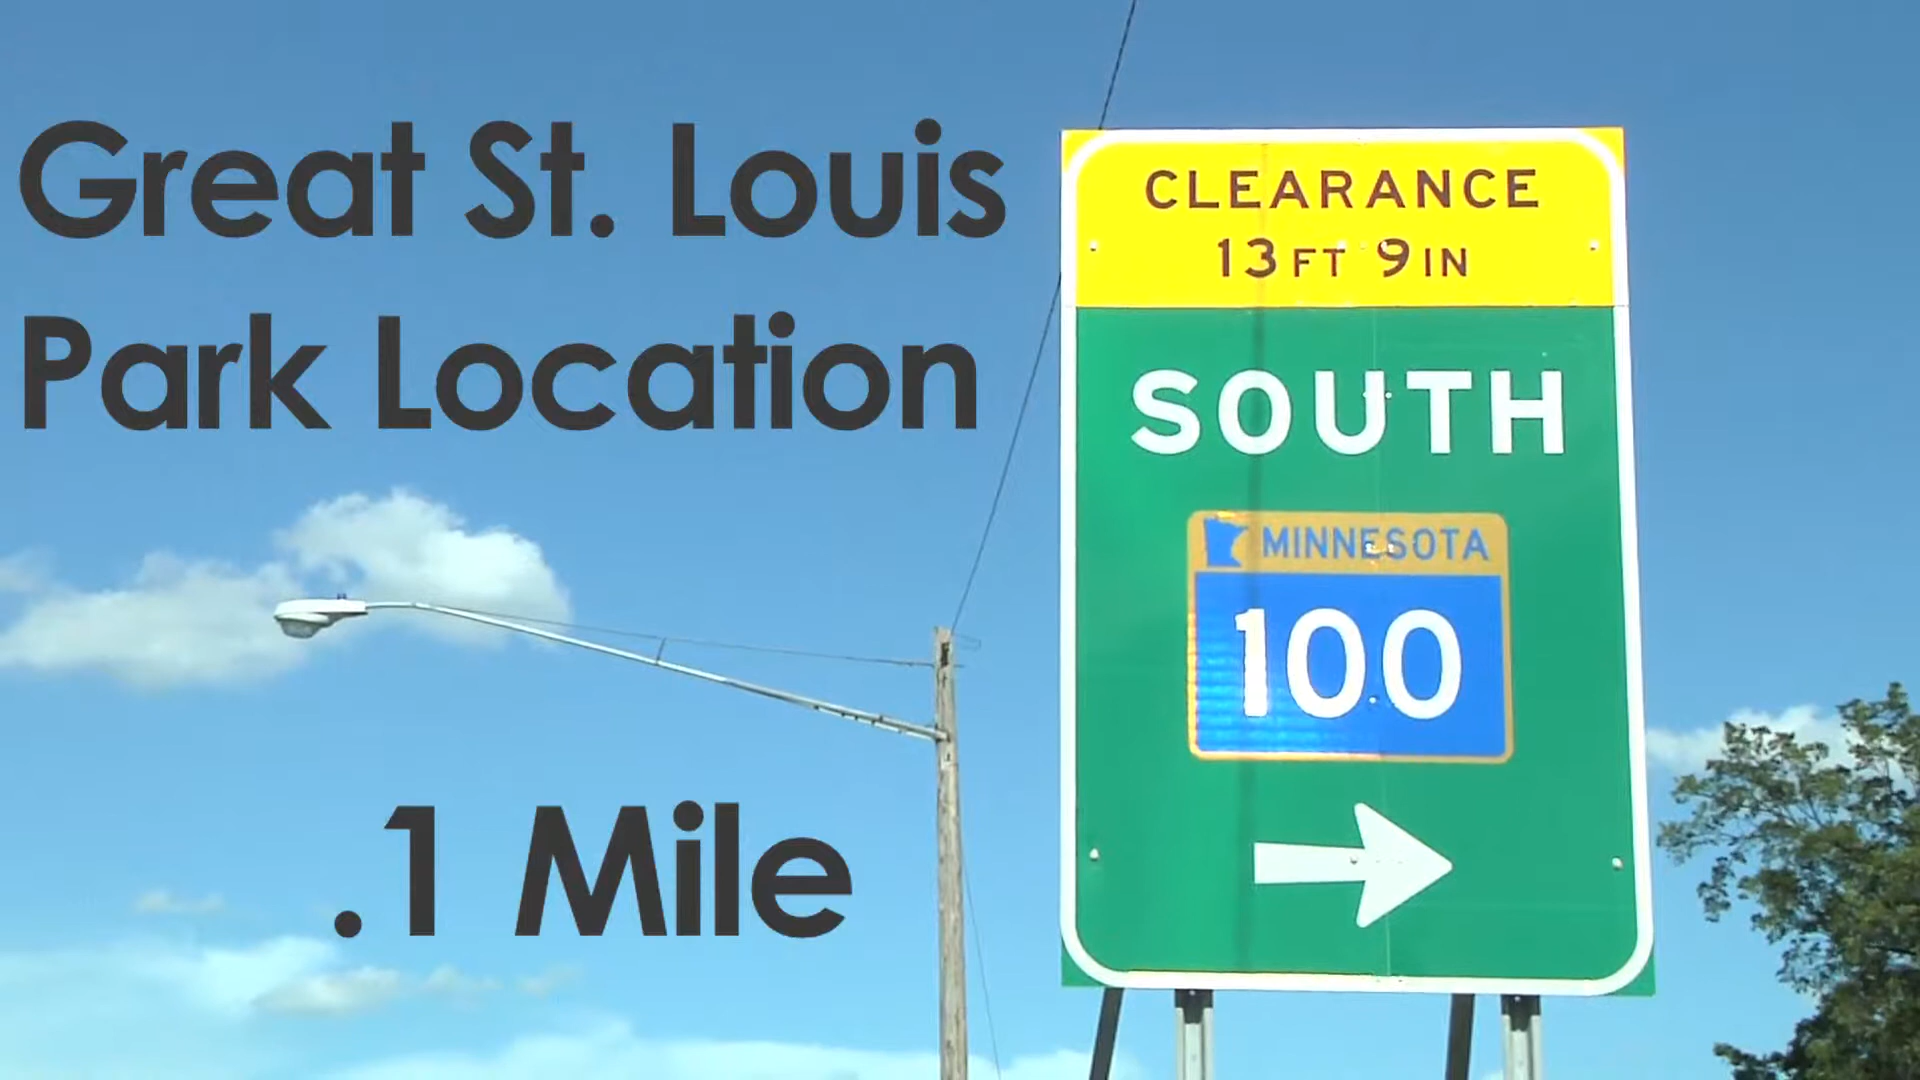 Great St. Louis
Park Location
.1 Mile
CLEARANCE
13 FT 9 IN
SOUTH
MINNESOTA
100